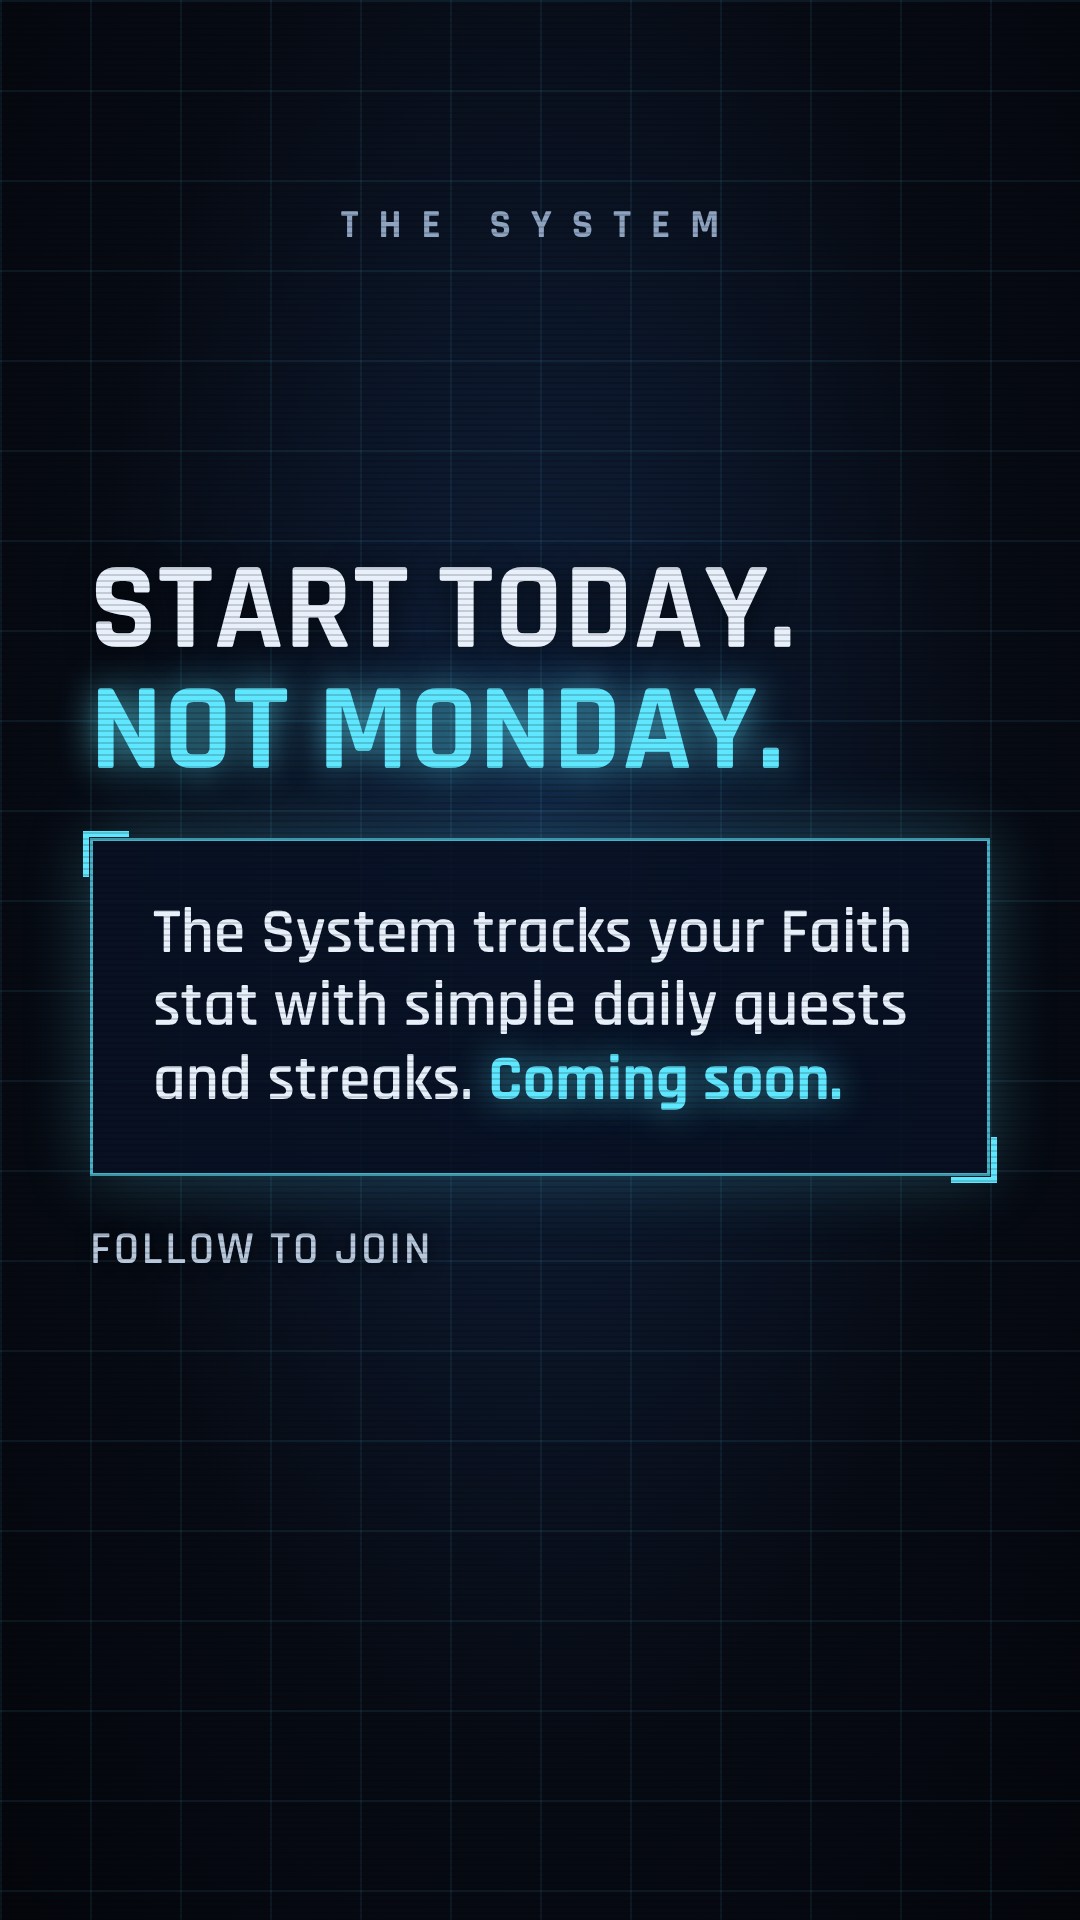 THE SYSTEM
START TODAY.
NOT MONDAY.
The System tracks your Faith
stat with simple daily quests
and streaks. Coming soon.
FOLLOW TO JOIN